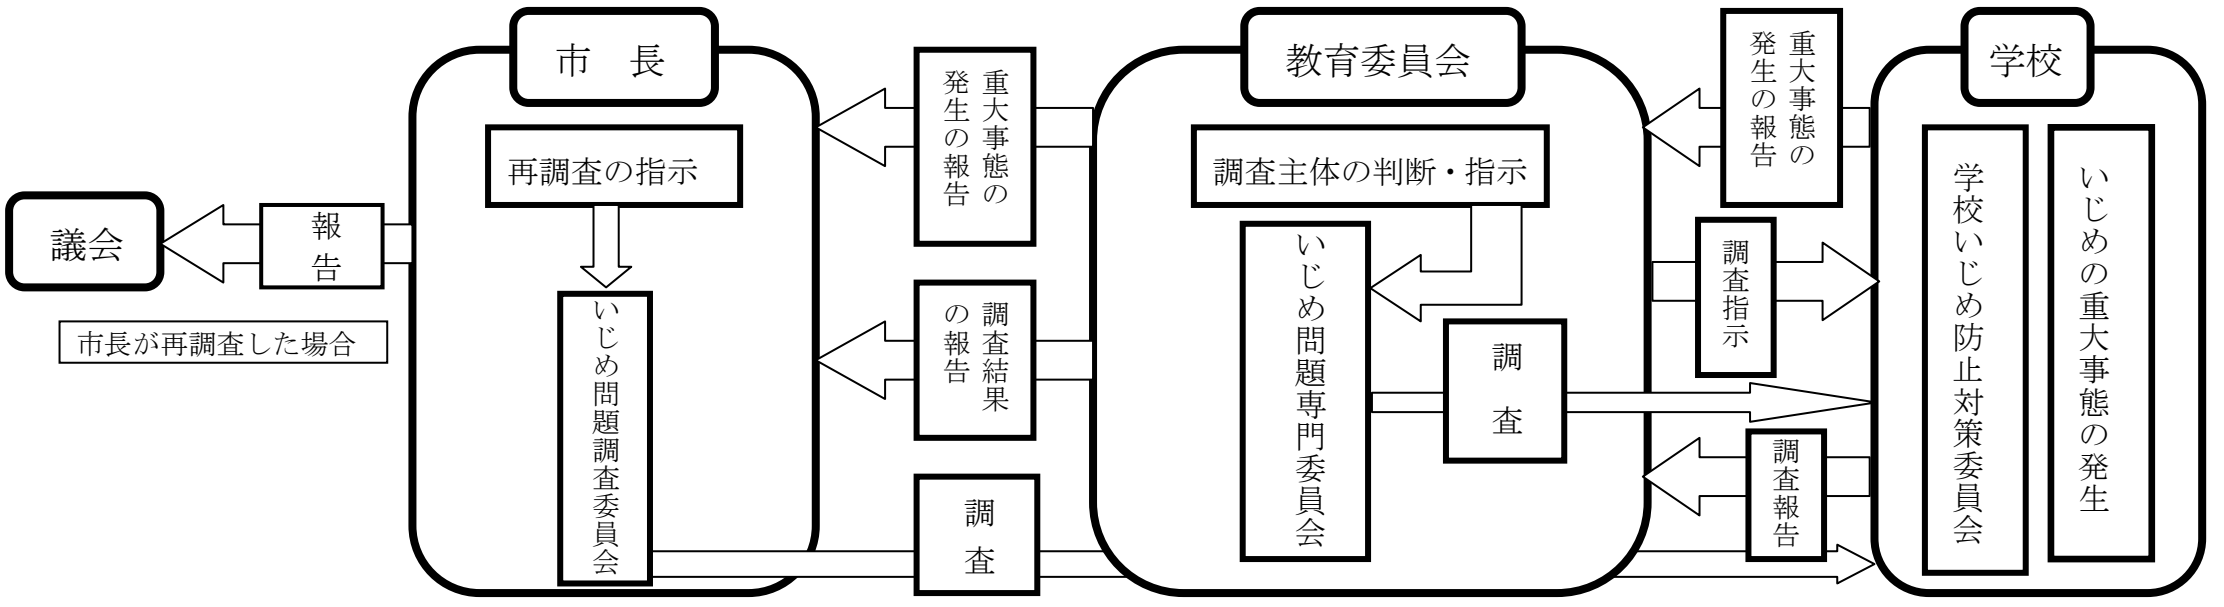 市　長
再調査の指示
いじめ問題調査委員会
議会
報
告
市長が再調査した場合
重大事態の
発生の報告
調査結果
の報告
調
査
教育委員会
調査主体の判断・指示
いじめ問題専門委員会
調
査
重大事態の
発生の報告
調査指示
調査報告
学校
いじめの重大事態の発生
学校いじめ防止対策委員会